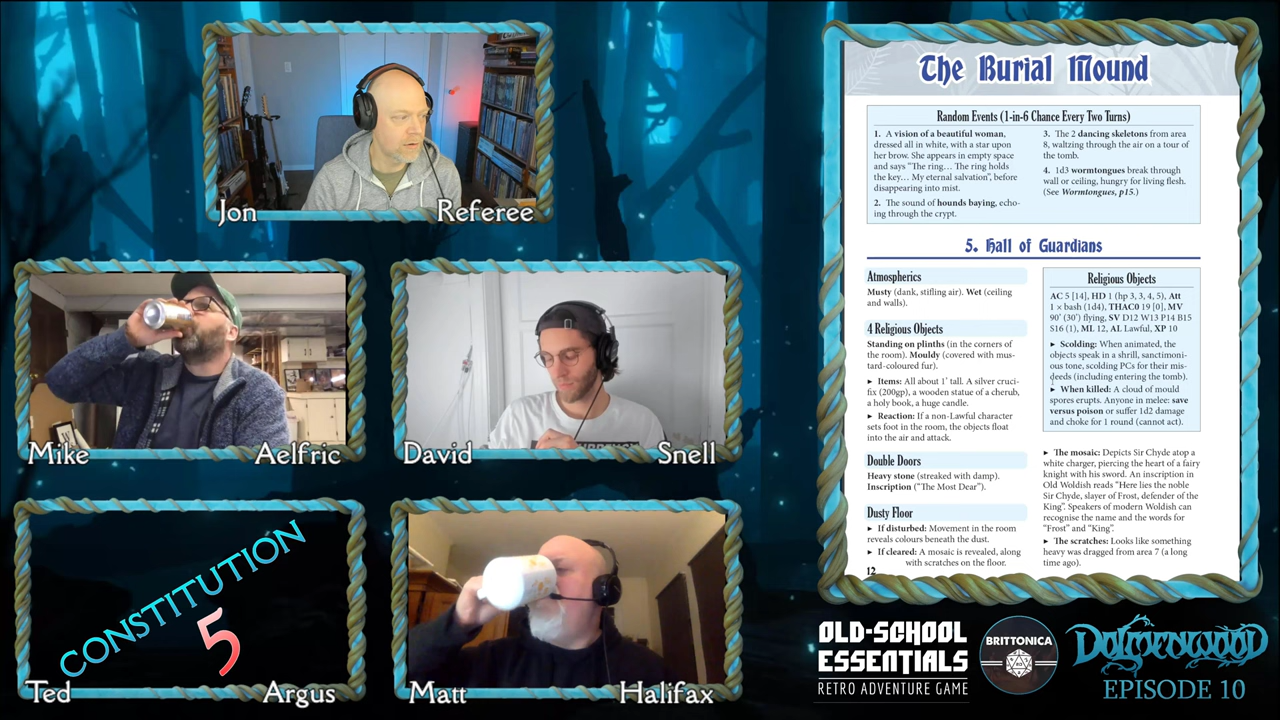 Jon
Referee
Mike
Aelfric
David
Snell
CONSTITUTION
5
Ted
Argus
Matt
Halifax
The Burial Mound
Random Events (1-in-6 Chance Every Two Turns)
1. A vision of a beautiful woman,
dressed all in white, with a star upon
her brow. She appears in empty space
and says “The ring… The ring holds
the key… My eternal salvation”, before
disappearing into mist.
2. The sound of hounds baying, echo-
ing through the crypt.
3. The 2 dancing skeletons from area
8, waltzing through the air on a tour of
the tomb.
4. 1d3 wormtongues break through
wall or ceiling, hungry for living flesh.
(See Wormtongues, p15.)
5. Hall of Guardians
Atmospherics
Musty (dank, stifling air). Wet (ceiling
and walls).
4 Religious Objects
Standing on plinths (in the corners of
the room). Mouldy (covered with mus-
tard-coloured fur).
▶ Items: All about 1’ tall. A silver cruci-
fix (200gp), a wooden statue of a cherub,
a holy book, a huge candle.
▶ Reaction: If a non-Lawful character
sets foot in the room, the objects float
into the air and attack.
Double Doors
Heavy stone (streaked with damp).
Inscription (“The Most Dear”).
Dusty Floor
▶ If disturbed: Movement in the room
reveals colours beneath the dust.
▶ If cleared: A mosaic is revealed, along
with scratches on the floor.
12
Religious Objects
AC 5 [14], HD 1 (hp 3, 3, 4, 5), Att
1 × bash (1d4), THAC0 19 [0], MV
90’ (30’) flying, SV D12 W13 P14 B15
S16 (1), ML 12, AL Lawful, XP 10
▶ Scolding: When animated, the
objects speak in a shrill, sanctimoni-
ous tone, scolding PCs for their mis-
deeds (including entering the tomb).
▶ When killed: A cloud of mould
spores erupts. Anyone in melee: save
versus poison or suffer 1d2 damage
and choke for 1 round (cannot act).
▶ The mosaic: Depicts Sir Chyde atop a
white charger, piercing the heart of a fairy
knight with his sword. An inscription in
Old Woldish reads “Here lies the noble
Sir Chyde, slayer of Frost, defender of the
King”. Speakers of modern Woldish can
recognise the name and the words for
“Frost” and “King”.
▶ The scratches: Looks like something
heavy was dragged from area 7 (a long
time ago).
OLD-SCHOOL
ESSENTIALS
RETRO ADVENTURE GAME
BRITTONICA
DOLMENWOOD
EPISODE 10